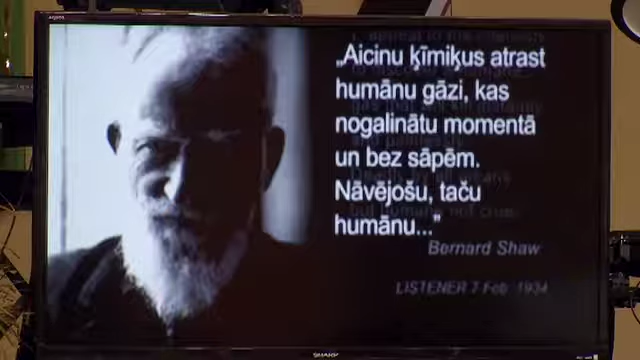 „Aicinu ķīmiķus atrast
humānu gāzi, kas
nogalinātu momentā
un bez sāpēm.
Nāvējošu, taču
humānu..."
Bernard Shaw
LISTENER 7 Feb. 1934
SHARP